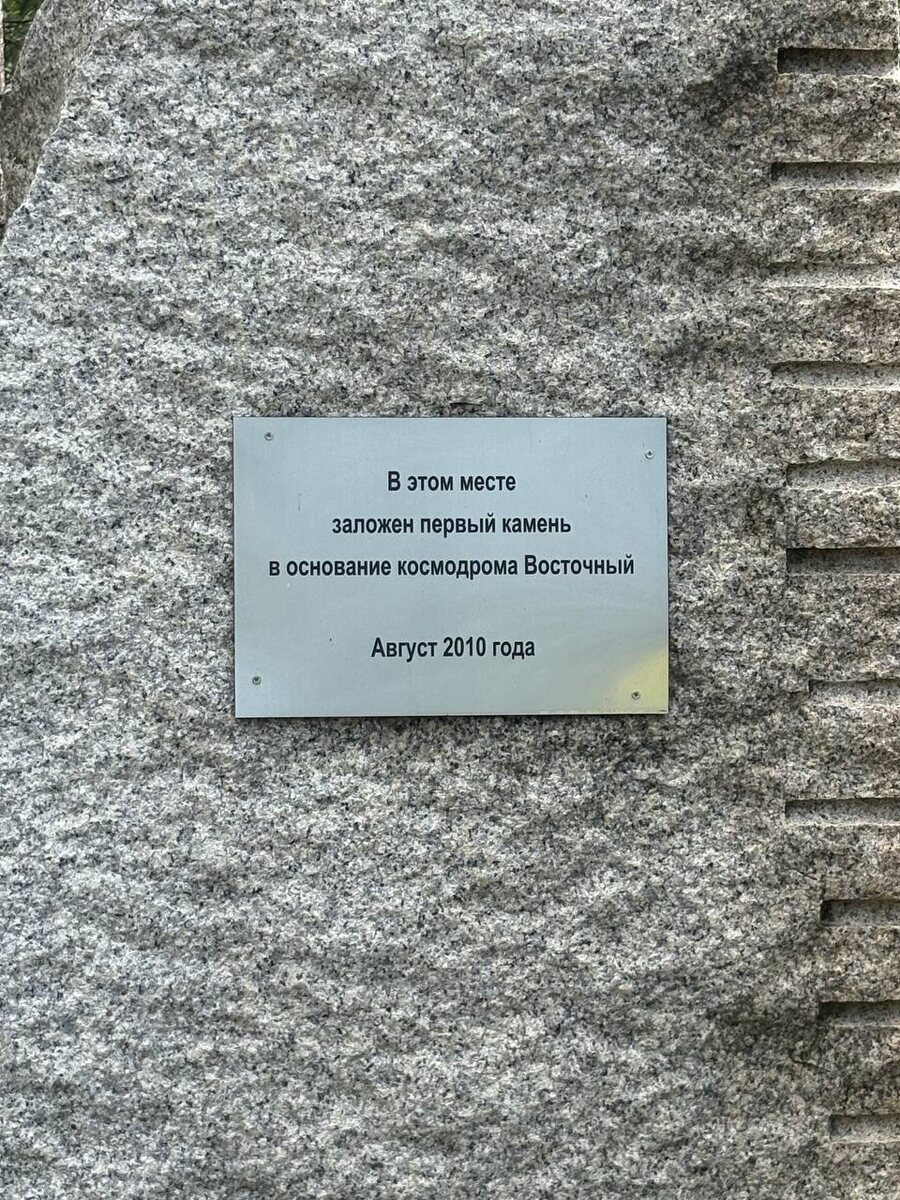 В этом месте
заложен первый камень
в основание космодрома Восточный
Август 2010 года